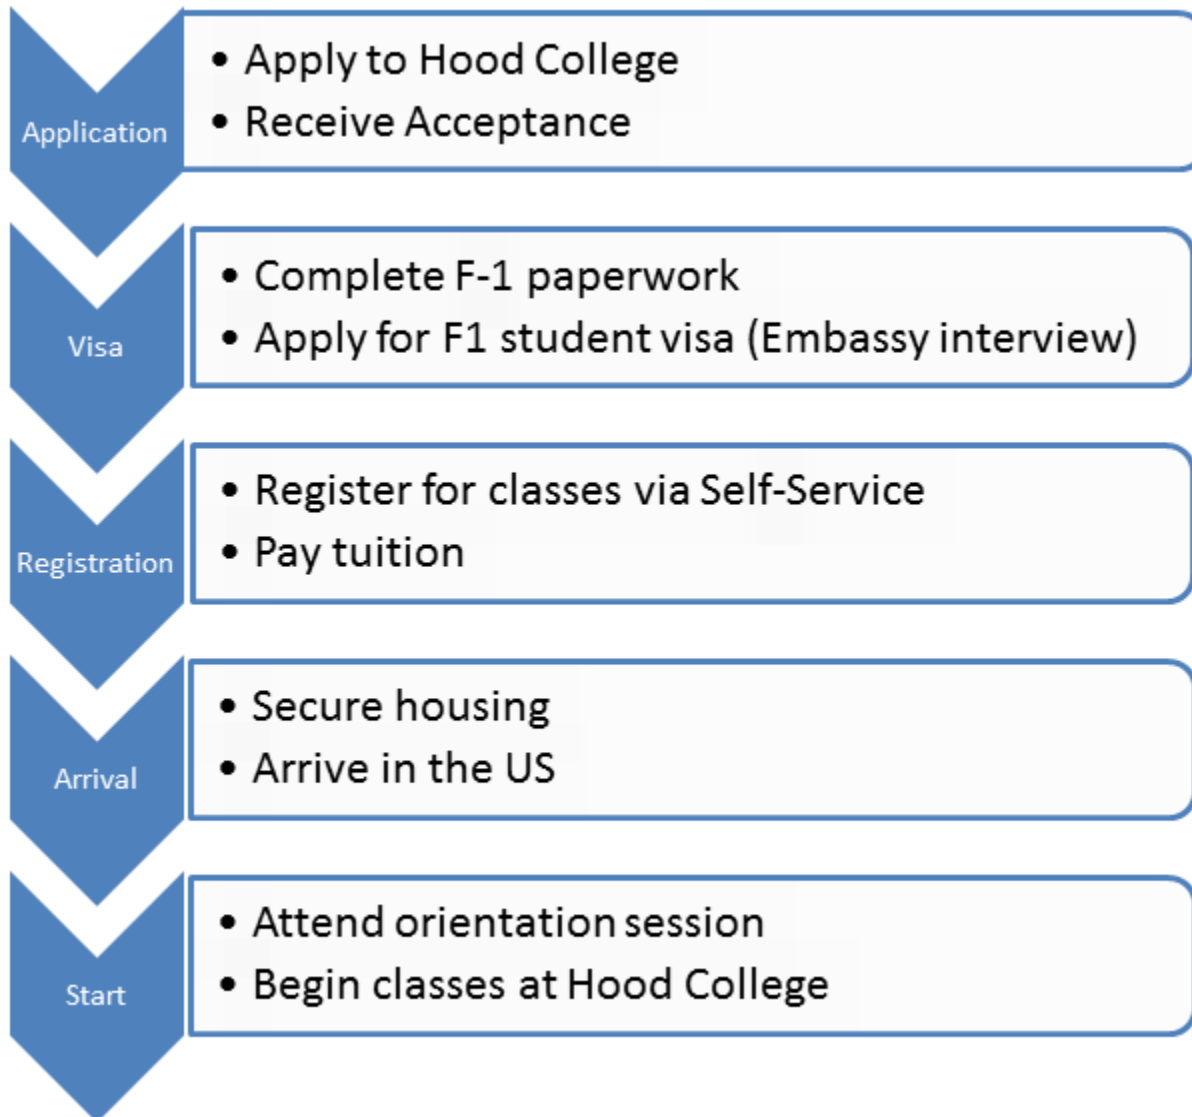 Application
• Apply to Hood College
• Receive Acceptance
Visa
• Complete F-1 paperwork
• Apply for F1 student visa (Embassy interview)
Registration
• Register for classes via Self-Service
• Pay tuition
Arrival
• Secure housing
• Arrive in the US
Start
• Attend orientation session
• Begin classes at Hood College